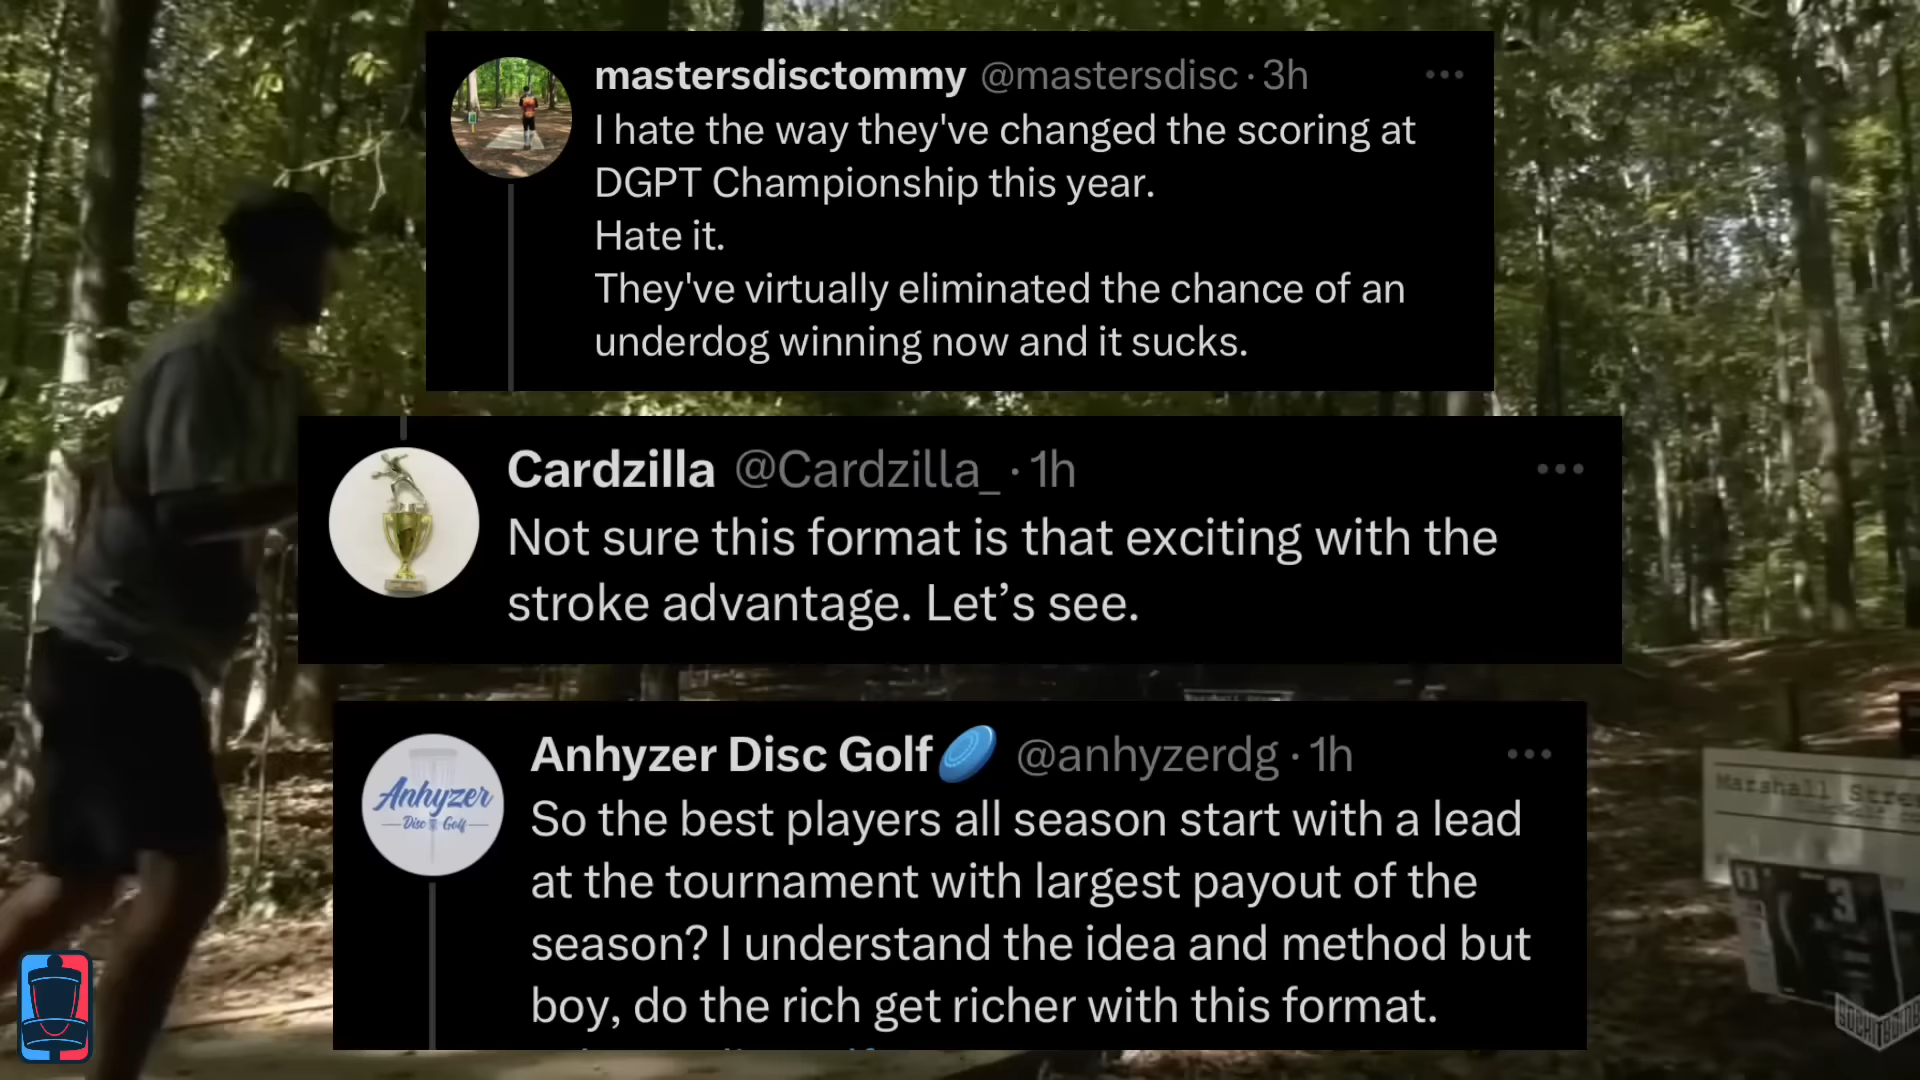 mastersdisctommy @mastersdisc · 3h
I hate the way they've changed the scoring at
DGPT Championship this year.
Hate it.
They've virtually eliminated the chance of an
underdog winning now and it sucks.
Cardzilla @Cardzilla_ · 1h
Not sure this format is that exciting with the
stroke advantage. Let’s see.
Anhyzer Disc Golf @anhyzerdg · 1h
So the best players all season start with a lead
at the tournament with largest payout of the
season? I understand the idea and method but
boy, do the rich get richer with this format.
Anhyzer
Disc Golf
Marshall
3